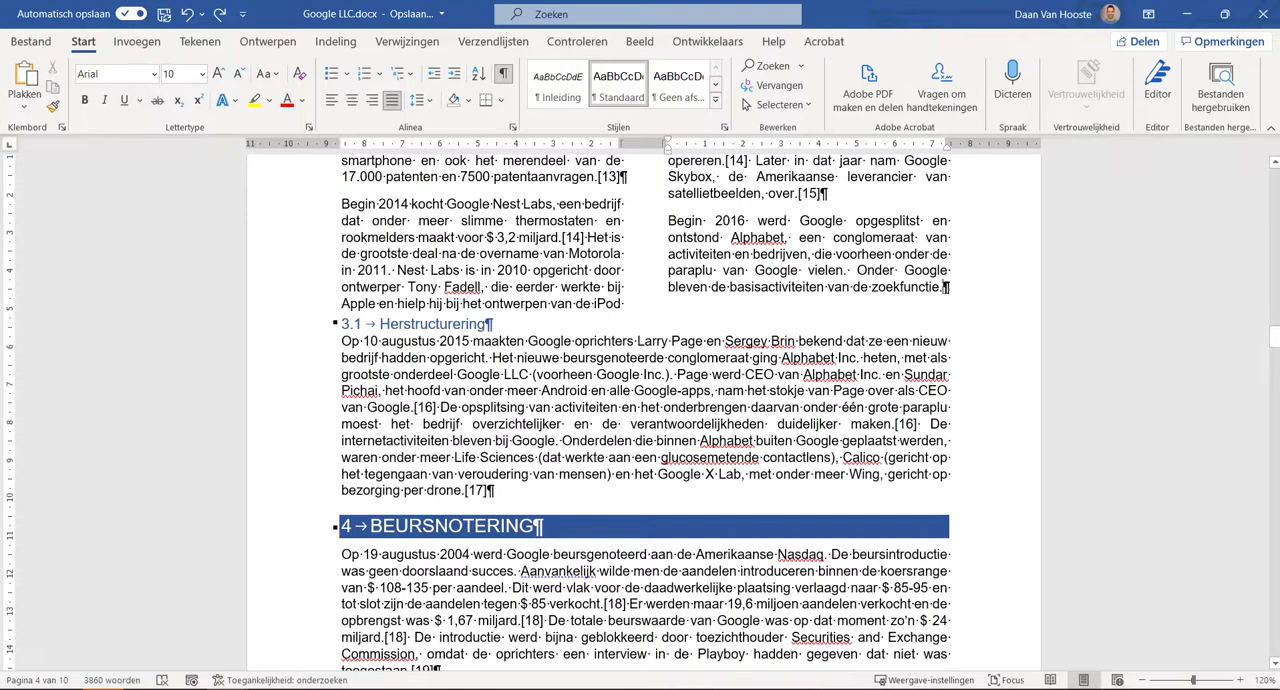 Automatisch opslaan
Google LLC.docx - Opslaan...
Zoeken
Daan Van Hooste
Bestand Start Invoegen Tekenen Ontwerpen Indeling Verwijzingen Verzendlijsten Controleren Beeld Ontwikkelaars Help Acrobat Delen Opmerkingen
Plakken
Klembord
Arial 10
Lettertype
Alinea
AaBbCcDdE
¶ Inleiding
AaBbCcDc
¶ Standaard
AaBbCcDc
¶ Geen afs...
Stijlen
Zoeken
Vervangen
Selecteren
Bewerken
Adobe PDF
maken en delen
Vragen om
handtekeningen
Adobe Acrobat
Dicteren
Spraak
Vertrouwelijkheid
Vertrouwelijkheid
Editor
Editor
Bestanden
hergebruiken
Bestanden herge...
smartphone en ook het merendeel van de
17.000 patenten en 7500 patentaanvragen.[13]¶
Begin 2014 kocht Google Nest Labs, een bedrijf
dat onder meer slimme thermostaten en
rookmelders maakt voor $ 3,2 miljard.[14] Het is
de grootste deal na de overname van Motorola
in 2011. Nest Labs is in 2010 opgericht door
ontwerper Tony Fadell, die eerder werkte bij
Apple en hielp hij bij het ontwerpen van de iPod
opereren.[14] Later in dat jaar nam Google
Skybox, de Amerikaanse leverancier van
satellietbeelden, over.[15]¶
Begin 2016 werd Google opgesplitst en
ontstond Alphabet, een conglomeraat van
activiteiten en bedrijven, die voorheen onder de
paraplu van Google vielen. Onder Google
bleven de basisactiviteiten van de zoekfunctie.¶
3.1 → Herstructurering¶
Op 10 augustus 2015 maakten Google oprichters Larry Page en Sergey Brin bekend dat ze een nieuw
bedrijf hadden opgericht. Het nieuwe beursgenoteerde conglomeraat ging Alphabet Inc. heten, met als
grootste onderdeel Google LLC (voorheen Google Inc.). Page werd CEO van Alphabet Inc. en Sundar
Pichai, het hoofd van onder meer Android en alle Google-apps, nam het stokje van Page over als CEO
van Google.[16] De opsplitsing van activiteiten en het onderbrengen daarvan onder één grote paraplu
moest het bedrijf overzichtelijker en de verantwoordelijkheden duidelijker maken.[16] De
internetactiviteiten bleven bij Google. Onderdelen die binnen Alphabet buiten Google geplaatst werden,
waren onder meer Life Sciences (dat werkte aan een glucosemetende contactlens), Calico (gericht op
het tegengaan van veroudering van mensen) en het Google X Lab, met onder meer Wing, gericht op
bezorging per drone.[17]¶
4 → BEURSNOTERING¶
Op 19 augustus 2004 werd Google beursgenoteerd aan de Amerikaanse Nasdaq. De beursintroductie
was geen doorslaand succes. Aanvankelijk wilde men de aandelen introduceren binnen de koersrange
van $ 108-135 per aandeel. Dit werd vlak voor de daadwerkelijke plaatsing verlaagd naar $ 85-95 en
tot slot zijn de aandelen tegen $ 85 verkocht.[18] Er werden maar 19,6 miljoen aandelen verkocht en de
opbrengst was $ 1,67 miljard.[18] De totale beurswaarde van Google was op dat moment zo'n $ 24
miljard.[18] De introductie werd bijna geblokkeerd door toezichthouder Securities and Exchange
Commission, omdat de oprichters een interview in de Playboy hadden gegeven dat niet was
toegestaan.[19]¶
Pagina 4 van 10 3860 woorden Toegankelijkheid: onderzoeken Weergave-instellingen Focus 120%